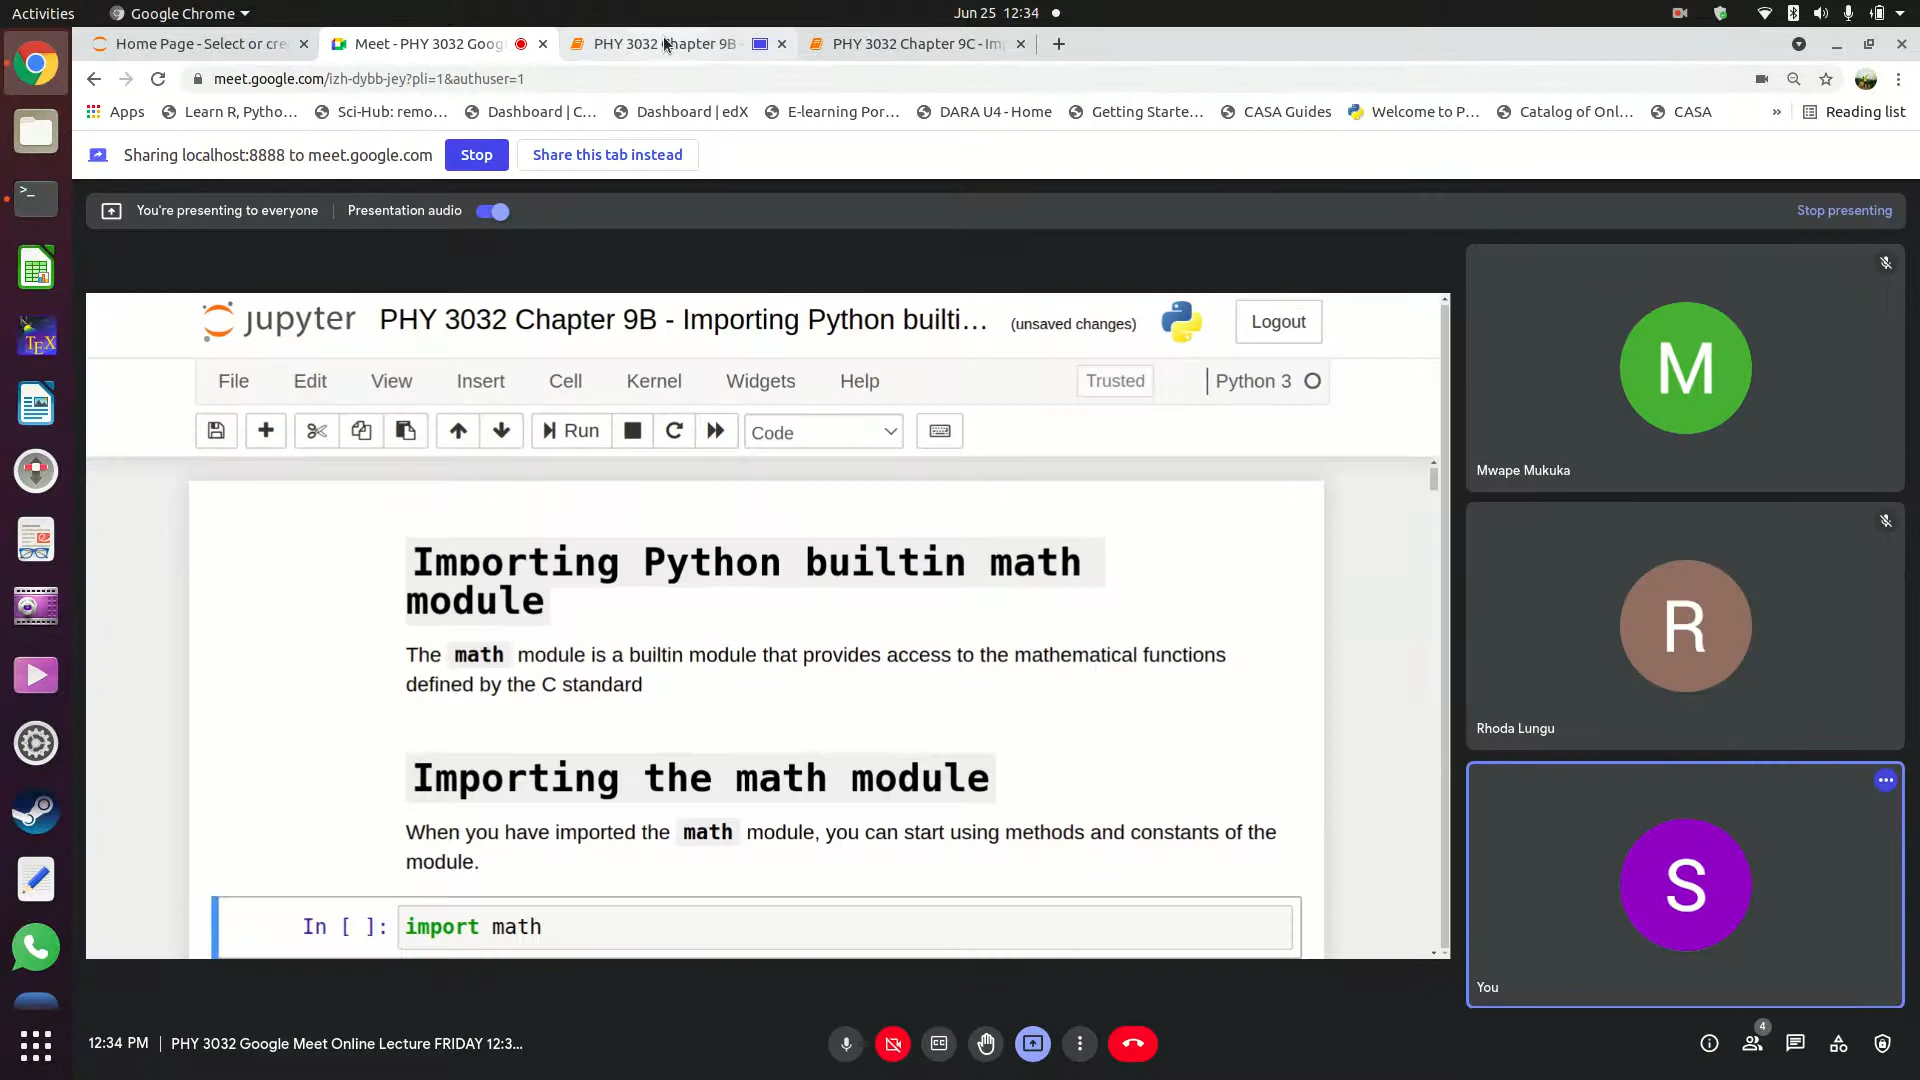 Activities
Google Chrome
Jun 25 12:34
Home Page - Select or cre
Meet - PHY 3032 Goog
PHY 3032 Chapter 9B -
PHY 3032 Chapter 9C - Im
meet.google.com/izh-dybb-jey?pli=1&authuser=1
Apps
Learn R, Pytho...
Sci-Hub: remo...
Dashboard | C...
Dashboard | edX
E-learning Por...
DARA U4 - Home
Getting Starte...
CASA Guides
Welcome to P...
Catalog of Onl...
CASA
»
Reading list
Sharing localhost:8888 to meet.google.com
Stop
Share this tab instead
You're presenting to everyone
Presentation audio
Stop presenting
jupyter
PHY 3032 Chapter 9B - Importing Python builti...
(unsaved changes)
Logout
File Edit View Insert Cell Kernel Widgets Help
Trusted
Python 3
Run
Code
Importing Python builtin math
module
The math module is a builtin module that provides access to the mathematical functions
defined by the C standard
Importing the math module
When you have imported the math module, you can start using methods and constants of the
module.
In [ ]: import math
M
Mwape Mukuka
R
Rhoda Lungu
S
You
>_
TEX
12:34 PM
PHY 3032 Google Meet Online Lecture FRIDAY 12:3...
4